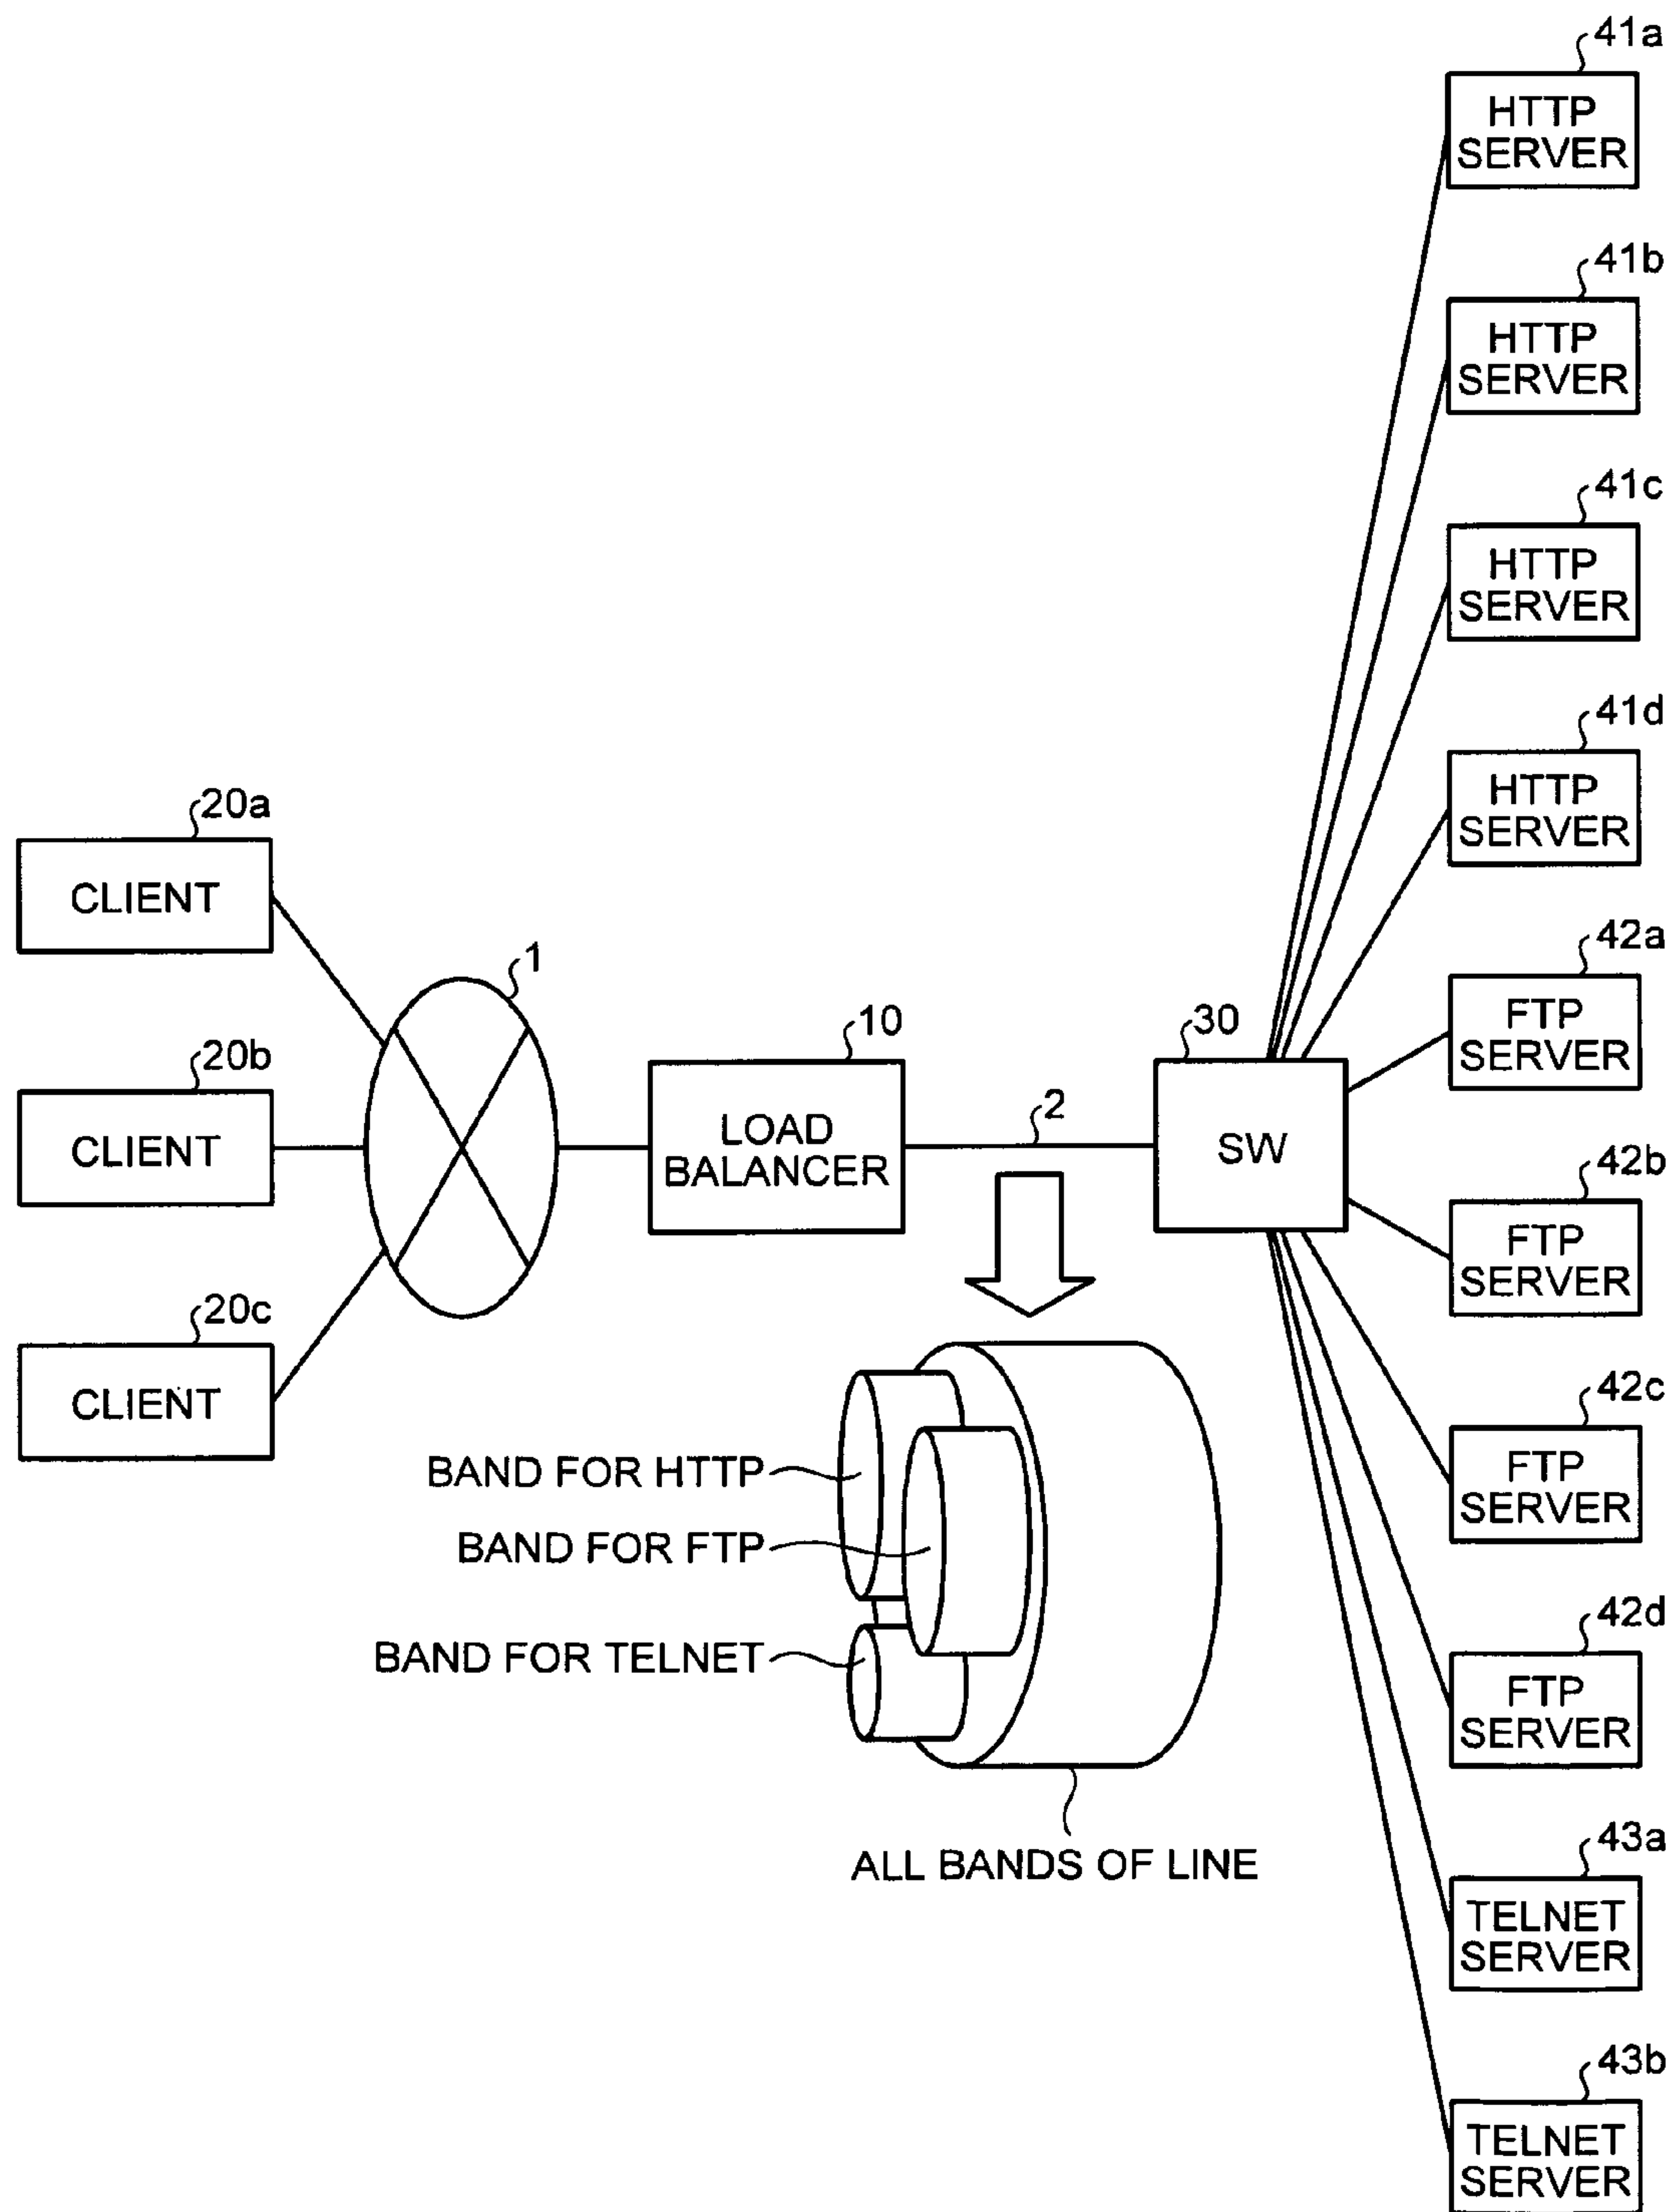 41a
HTTP
SERVER
41b
HTTP
SERVER
41c
HTTP
SERVER
41d
HTTP
SERVER
20a
CLIENT
42a
FTP
SERVER
1
10
30
20b
CLIENT
LOAD
BALANCER
2
SW
42b
FTP
SERVER
20c
CLIENT
42c
FTP
SERVER
BAND FOR HTTP
BAND FOR FTP
BAND FOR TELNET
42d
FTP
SERVER
ALL BANDS OF LINE
43a
TELNET
SERVER
43b
TELNET
SERVER